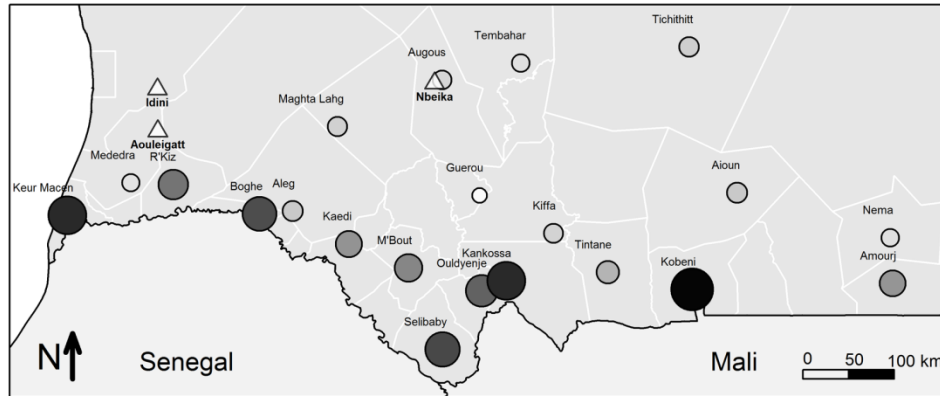 Tichithitt
Tembahar
Augous
Nbeika
Idini
Maghta Lahg
Aouleigatt
R'Kiz
Mededra
Guerou
Aioun
Keur Macen
Boghe
Aleg
Kaedi
Kiffa
Nema
M'Bout
Kankossa
Ouldyenje
Tintane
Kobeni
Amourj
Selibaby
N
Senegal
Mali
0 50 100 km